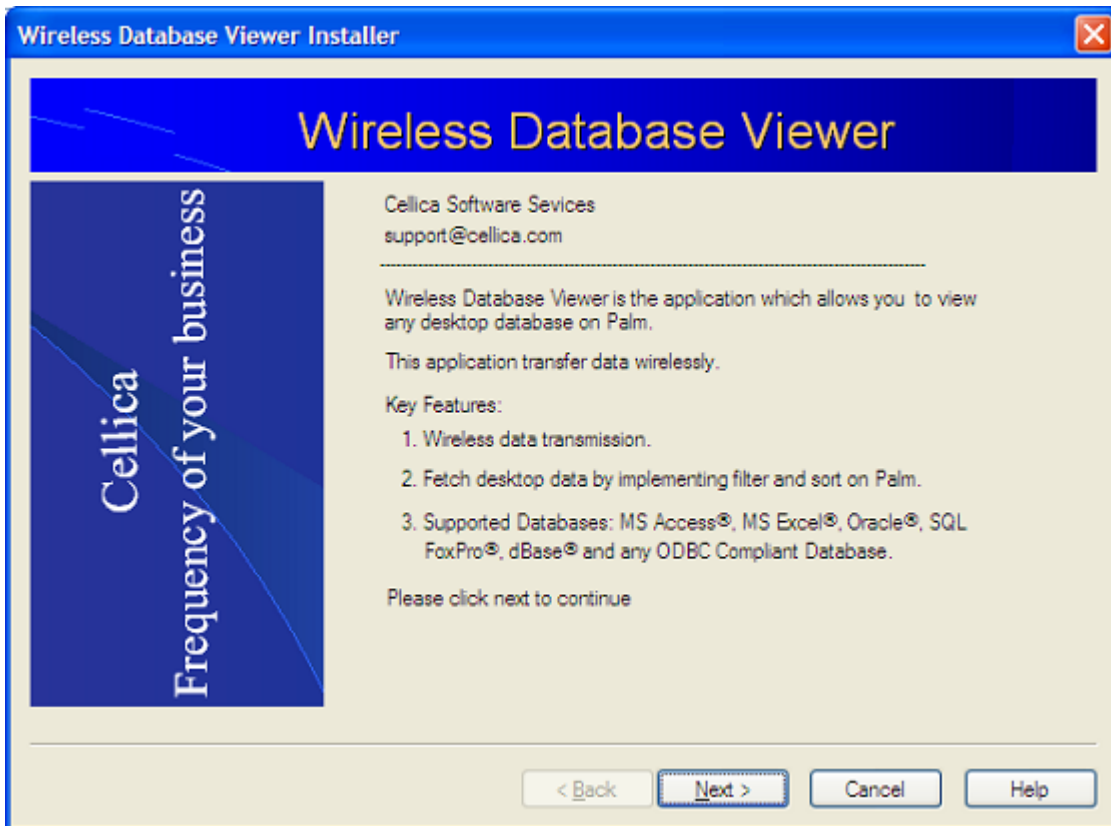 Wireless Database Viewer Installer
Wireless Database Viewer
Cellica
Frequency of your business
Cellica Software Sevices
support@cellica.com
Wireless Database Viewer is the application which allows you to view
any desktop database on Palm.
This application transfer data wirelessly.
Key Features:
1. Wireless data transmission.
2. Fetch desktop data by implementing filter and sort on Palm.
3. Supported Databases: MS Access®, MS Excel®, Oracle®, SQL
FoxPro®, dBase® and any ODBC Compliant Database.
Please click next to continue
< Back
Next >
Cancel
Help